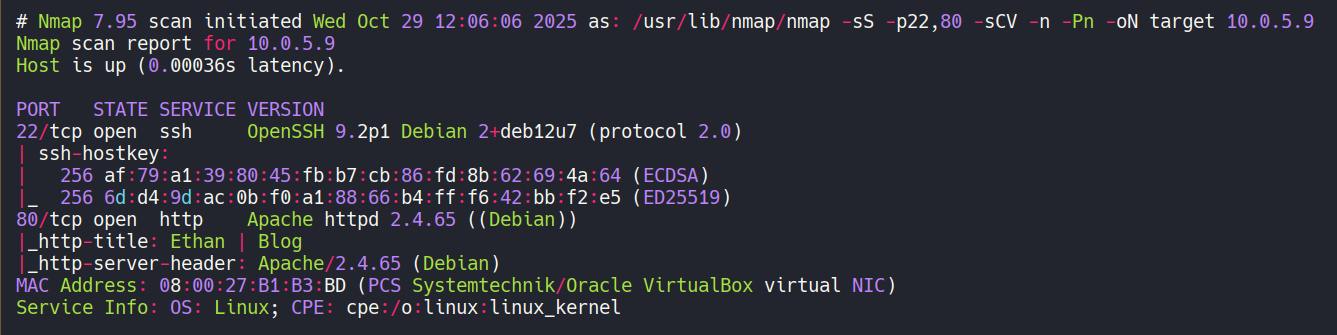 # Nmap 7.95 scan initiated Wed Oct 29 12:06:06 2025 as: /usr/lib/nmap/nmap -sS -p22,80 -sCV -n -Pn -oN target 10.0.5.9
Nmap scan report for 10.0.5.9
Host is up (0.00036s latency).

PORT   STATE SERVICE VERSION
22/tcp open  ssh     OpenSSH 9.2p1 Debian 2+deb12u7 (protocol 2.0)
| ssh-hostkey:
|   256 af:79:a1:39:80:45:fb:b7:cb:86:fd:8b:62:69:4a:64 (ECDSA)
|_  256 6d:d4:9d:ac:0b:f0:a1:88:66:b4:ff:f6:42:bb:f2:e5 (ED25519)
80/tcp open  http    Apache httpd 2.4.65 ((Debian))
|_http-title: Ethan | Blog
|_http-server-header: Apache/2.4.65 (Debian)
MAC Address: 08:00:27:B1:B3:BD (PCS Systemtechnik/Oracle VirtualBox virtual NIC)
Service Info: OS: Linux; CPE: cpe:/o:linux:linux_kernel